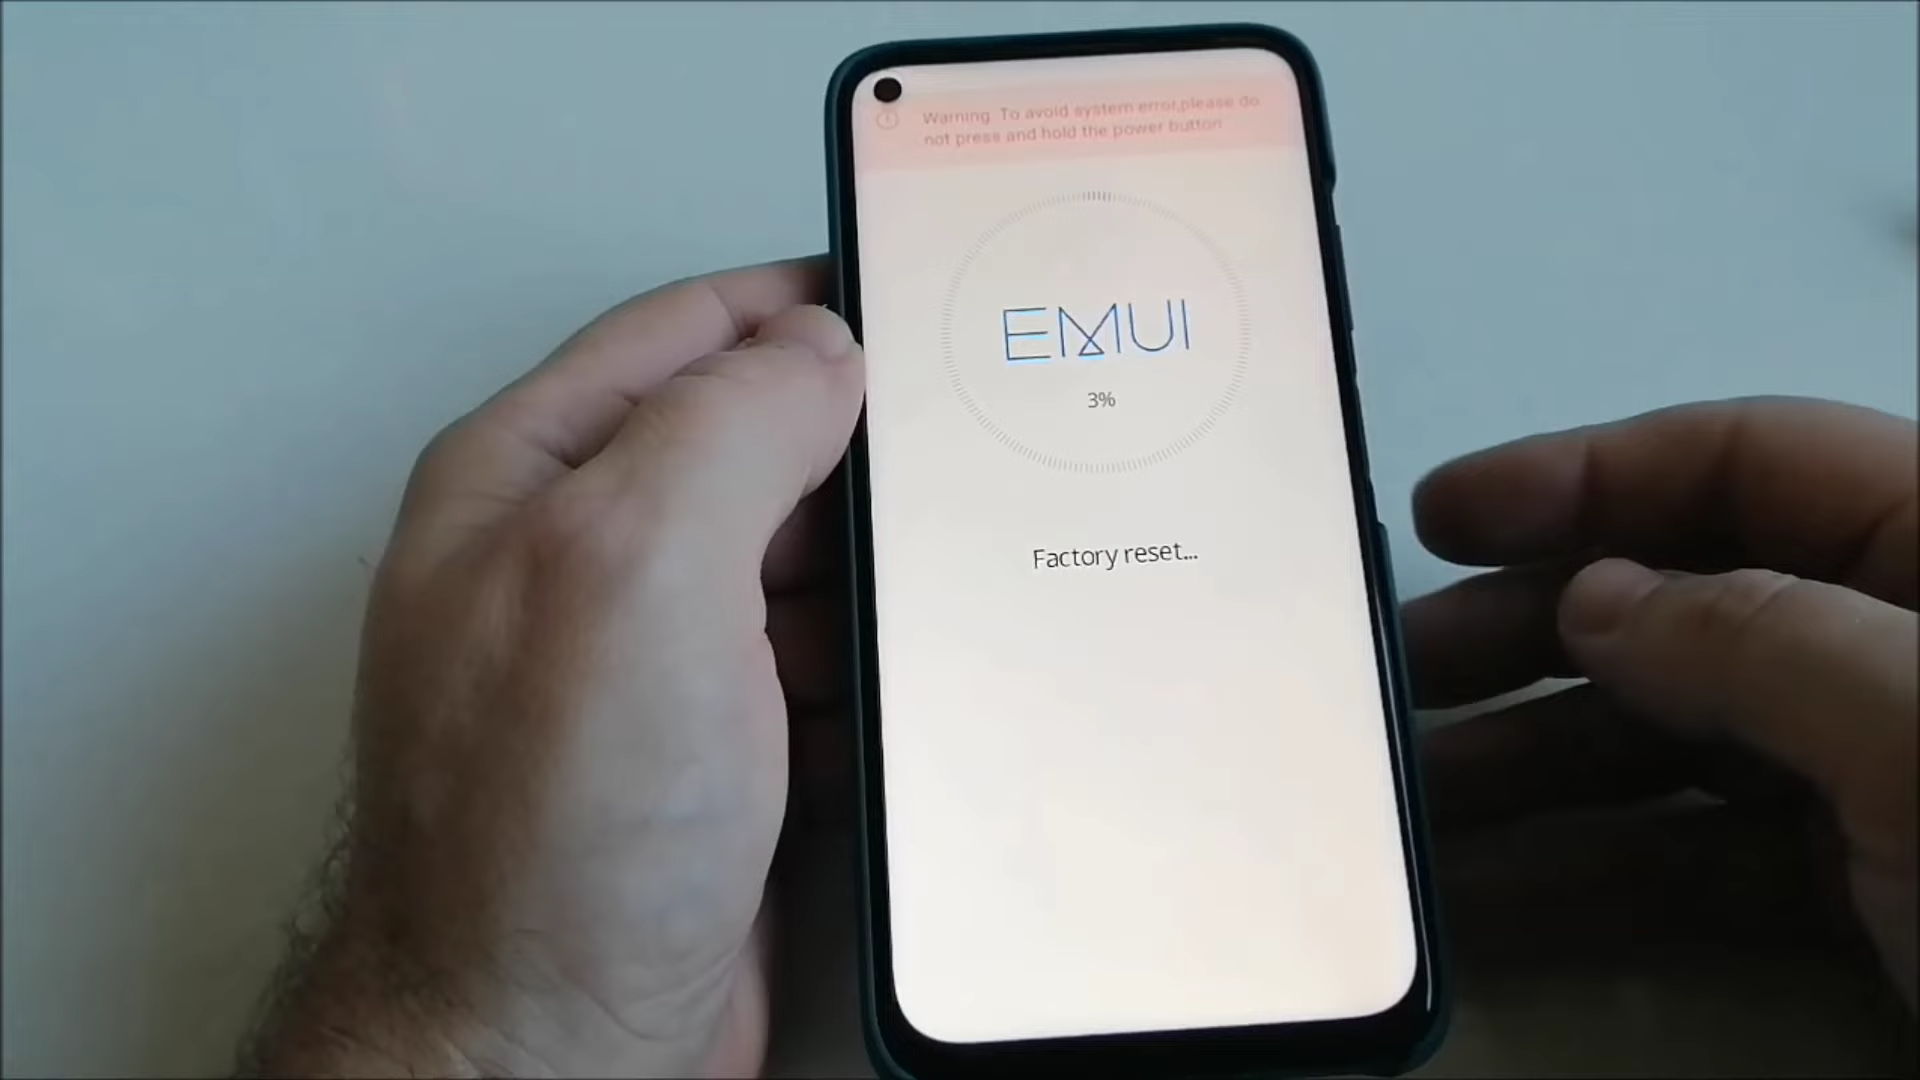 Warning: To avoid system error,please do
not press and hold the power button
EMUI
3%
Factory reset...